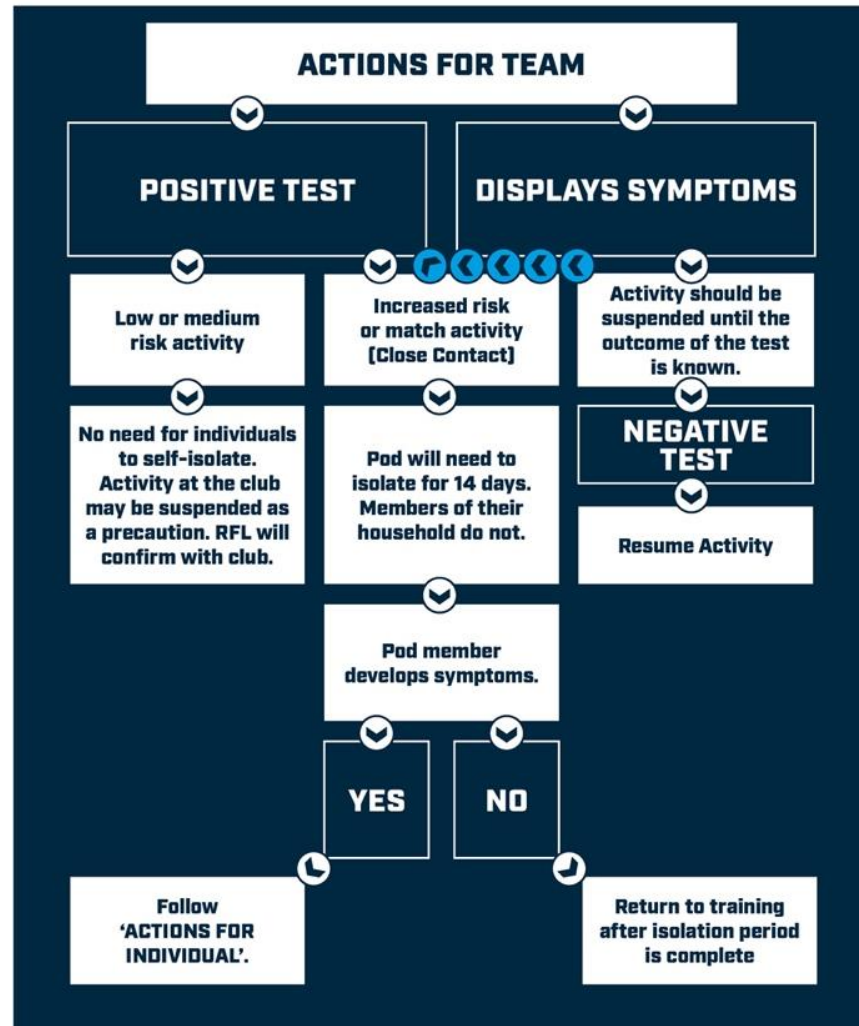 ACTIONS FOR TEAM
POSITIVE TEST
DISPLAYS SYMPTOMS
Low or medium
risk activity
Increased risk
or match activity
(Close Contact)
Activity should be
suspended until the
outcome of the test
is known.
No need for individuals
to self-isolate.
Activity at the club
may be suspended as
a precaution. RFL will
confirm with club.
Pod will need to
isolate for 14 days.
Members of their
household do not.
NEGATIVE
TEST
Resume Activity
Pod member
develops symptoms.
YES
NO
Follow
‘ACTIONS FOR
INDIVIDUAL’.
Return to training
after isolation period
is complete